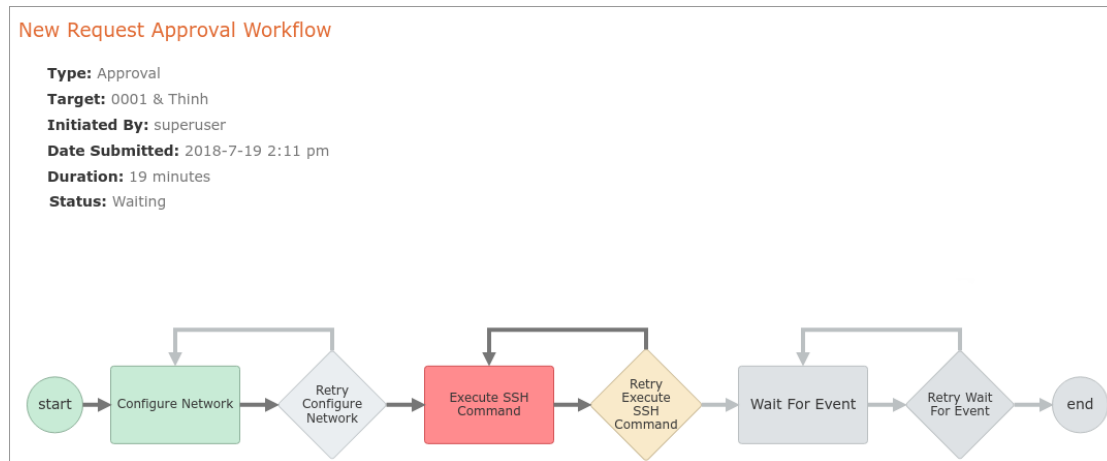 New Request Approval Workflow
Type: Approval
Target: 0001 & Thinh
Initiated By: superuser
Date Submitted: 2018-7-19 2:11 pm
Duration: 19 minutes
Status: Waiting
start
Configure Network
Retry
Configure
Network
Execute SSH
Command
Retry
Execute
SSH
Command
Wait For Event
Retry Wait
For Event
end